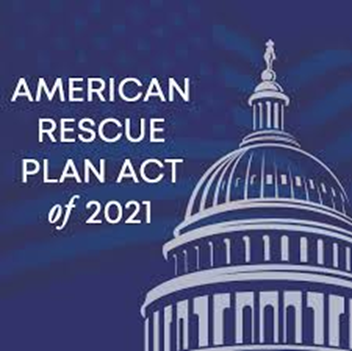 AMERICAN
RESCUE
PLAN ACT
of 2021